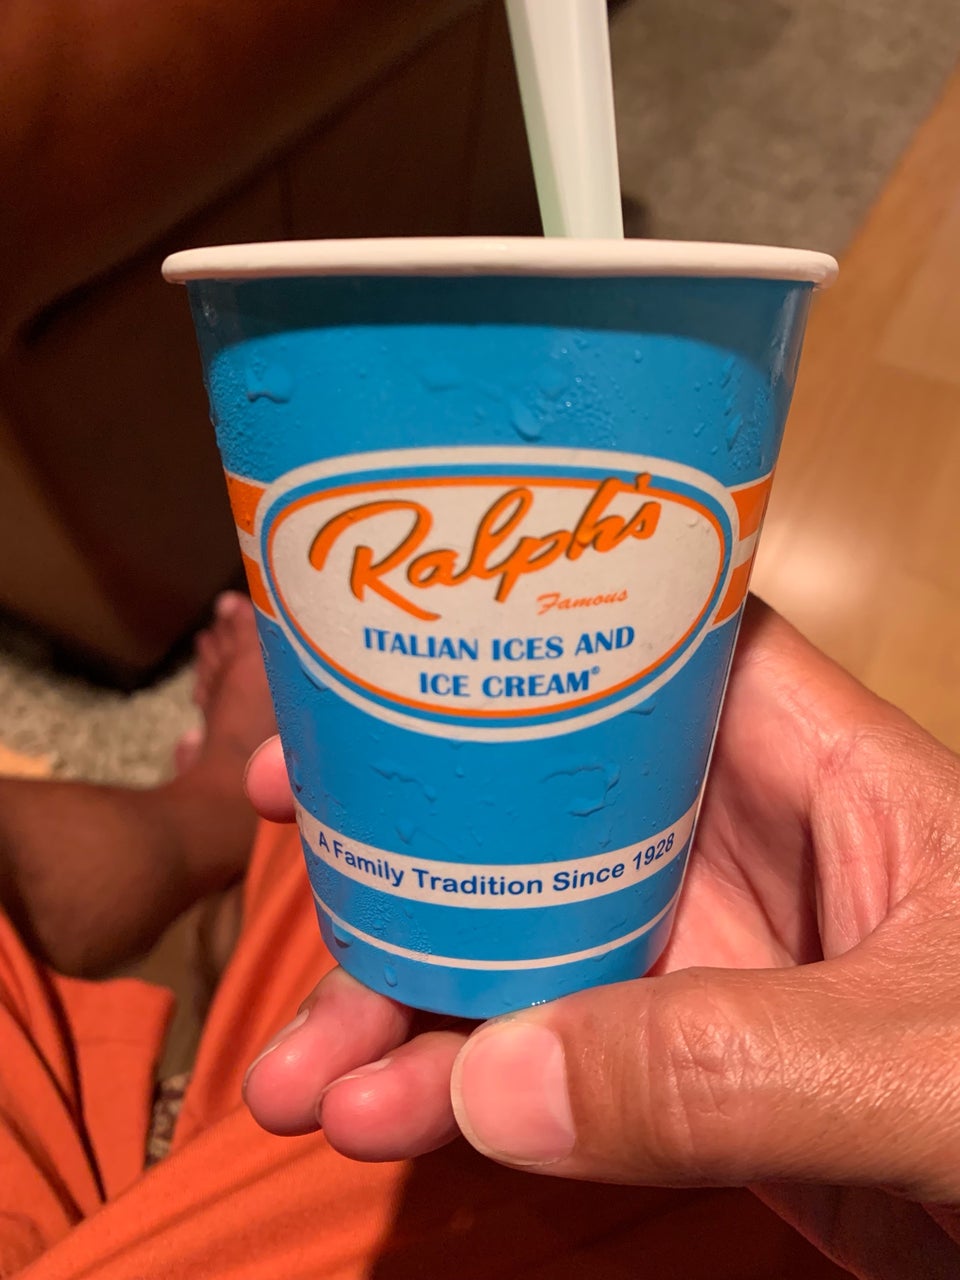 Ralph's
Famous
ITALIAN ICES AND
ICE CREAM®
A Family Tradition Since 1928